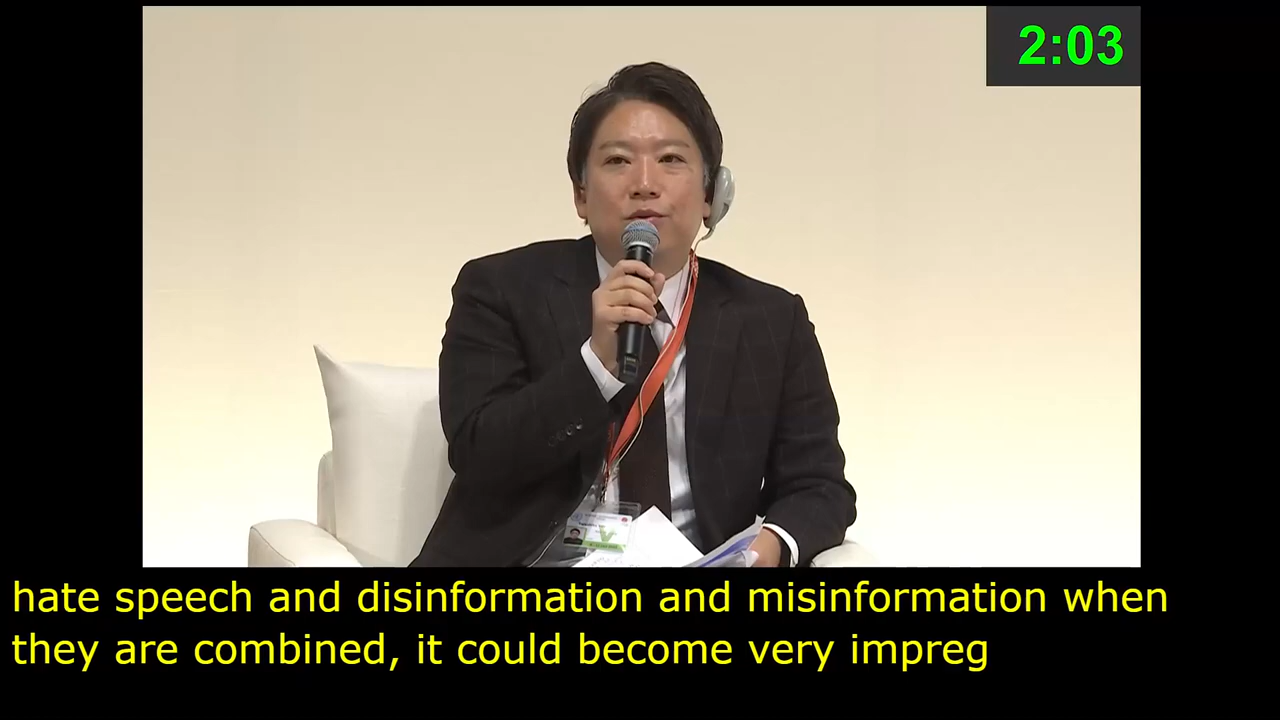 2:03
hate speech and disinformation and misinformation when
they are combined, it could become very impreg